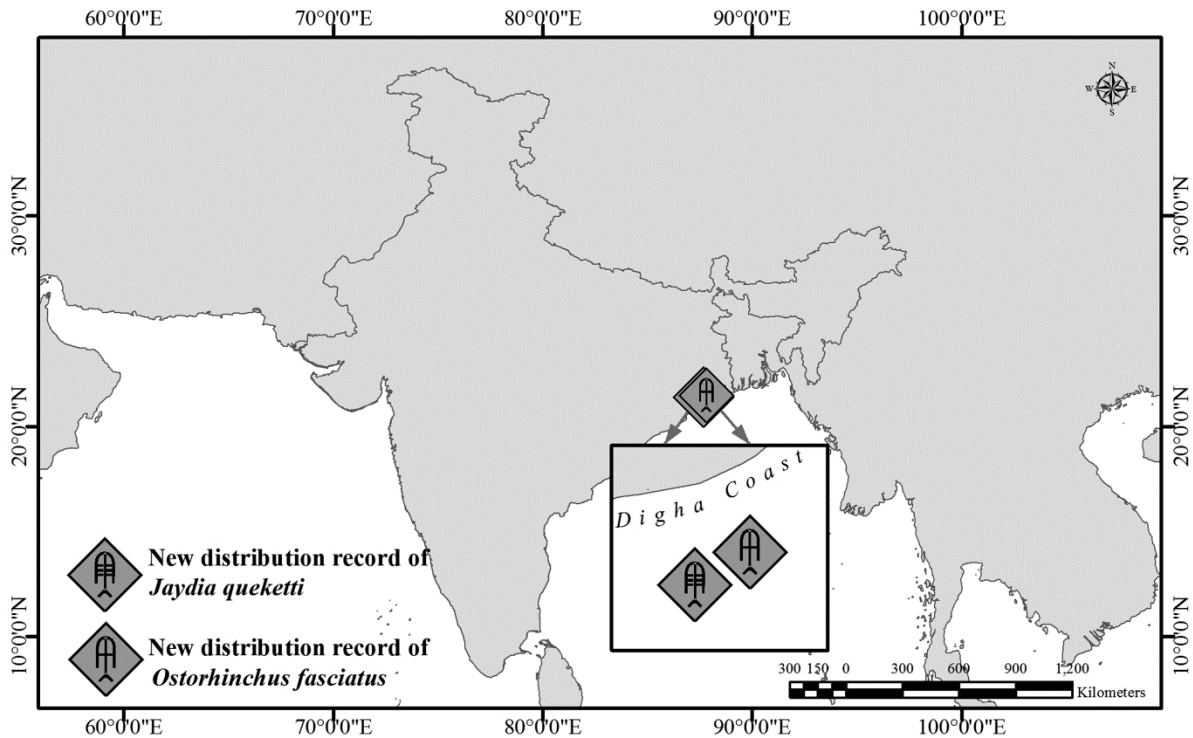 60°0'0"E 70°0'0"E 80°0'0"E 90°0'0"E 100°0'0"E
N
W E
S
30°0'0"N 30°0'0"N
20°0'0"N 20°0'0"N
10°0'0"N 10°0'0"N
Digha Coast
New distribution record of
Jaydia queketti
New distribution record of
Ostorhinchus fasciatus
300 150 0 300 600 900 1,200
Kilometers
60°0'0"E 70°0'0"E 80°0'0"E 90°0'0"E 100°0'0"E